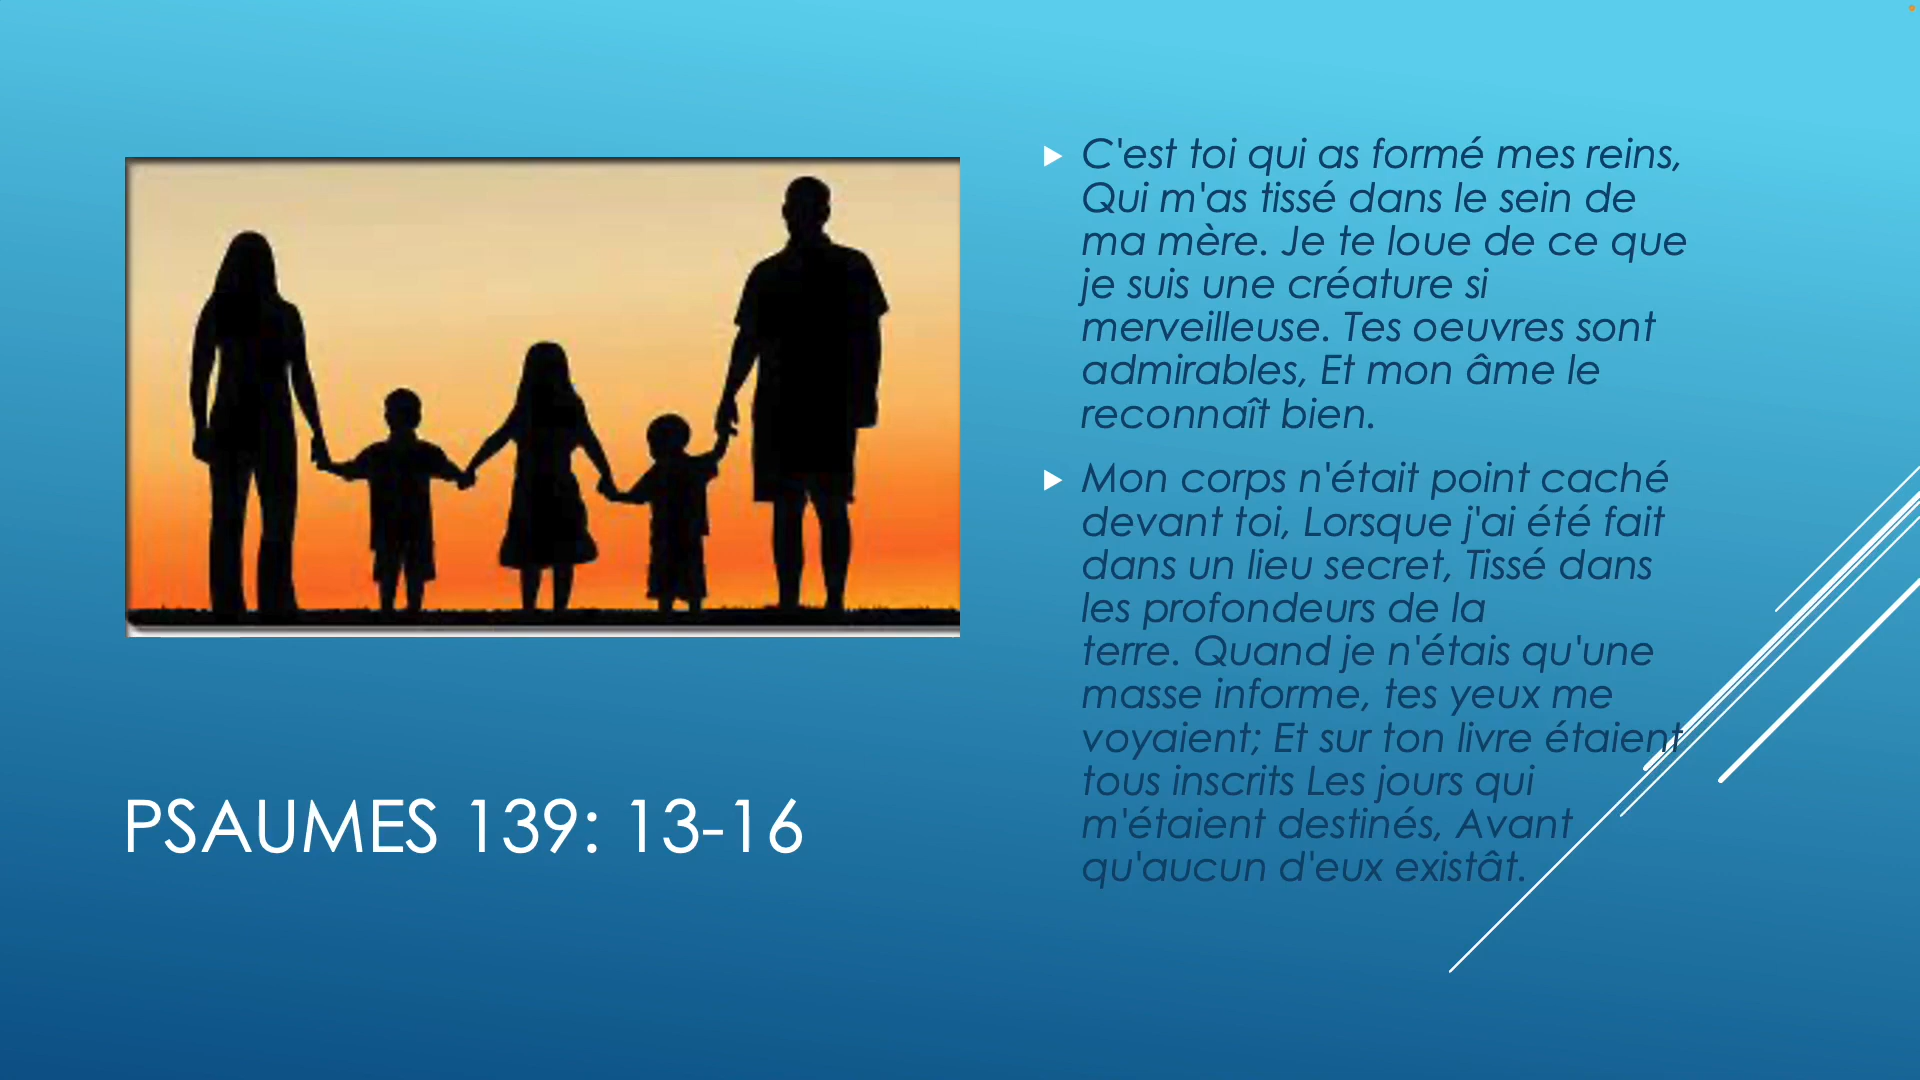 C'est toi qui as formé mes reins,
Qui m'as tissé dans le sein de
ma mère. Je te loue de ce que
je suis une créature si
merveilleuse. Tes oeuvres sont
admirables, Et mon âme le
reconnaît bien.
Mon corps n'était point caché
devant toi, Lorsque j'ai été fait
dans un lieu secret, Tissé dans
les profondeurs de la
terre. Quand je n'étais qu'une
masse informe, tes yeux me
voyaient; Et sur ton livre étaient
tous inscrits Les jours qui
m'étaient destinés, Avant
qu'aucun d'eux existât.
PSAUMES 139: 13-16